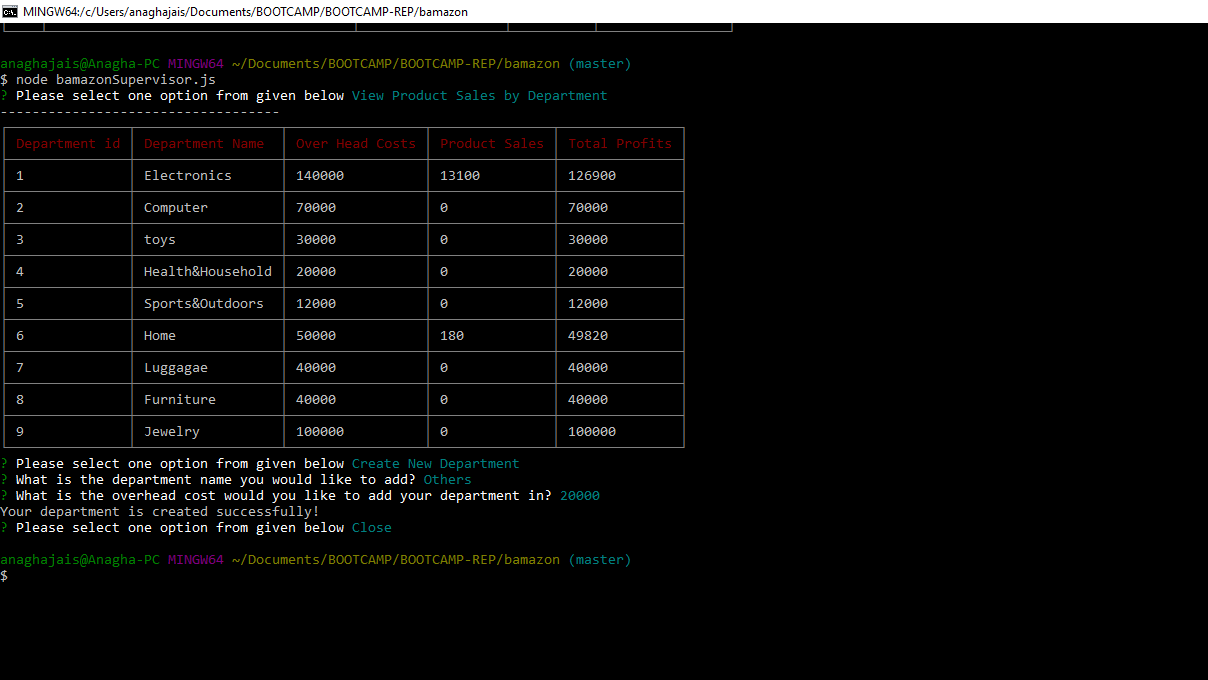 MINGW64:/c/Users/anaghajais/Documents/BOOTCAMP/BOOTCAMP-REP/bamazon
anaghajais@Anagha-PC MINGW64 ~/Documents/BOOTCAMP/BOOTCAMP-REP/bamazon (master)
$ node bamazonSupervisor.js
? Please select one option from given below View Product Sales by Department
-----------------------------------
Department id Department Name Over Head Costs Product Sales Total Profits
1 Electronics 140000 13100 126900
2 Computer 70000 0 70000
3 toys 30000 0 30000
4 Health&Household 20000 0 20000
5 Sports&Outdoors 12000 0 12000
6 Home 50000 180 49820
7 Luggagae 40000 0 40000
8 Furniture 40000 0 40000
9 Jewelry 100000 0 100000
? Please select one option from given below Create New Department
? What is the department name you would like to add? Others
? What is the overhead cost would you like to add your department in? 20000
Your department is created successfully!
? Please select one option from given below Close
anaghajais@Anagha-PC MINGW64 ~/Documents/BOOTCAMP/BOOTCAMP-REP/bamazon (master)
$